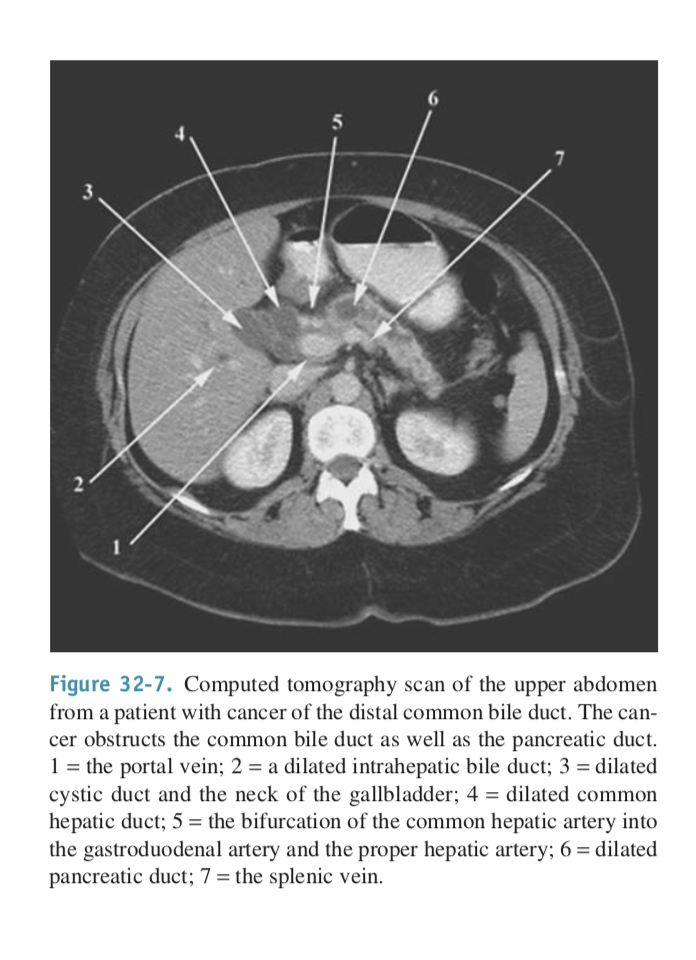 6
5
4
7
3
2
1
Figure 32-7. Computed tomography scan of the upper abdomen
from a patient with cancer of the distal common bile duct. The can-
cer obstructs the common bile duct as well as the pancreatic duct.
1 = the portal vein; 2 = a dilated intrahepatic bile duct; 3 = dilated
cystic duct and the neck of the gallbladder; 4 = dilated common
hepatic duct; 5 = the bifurcation of the common hepatic artery into
the gastroduodenal artery and the proper hepatic artery; 6 = dilated
pancreatic duct; 7 = the splenic vein.